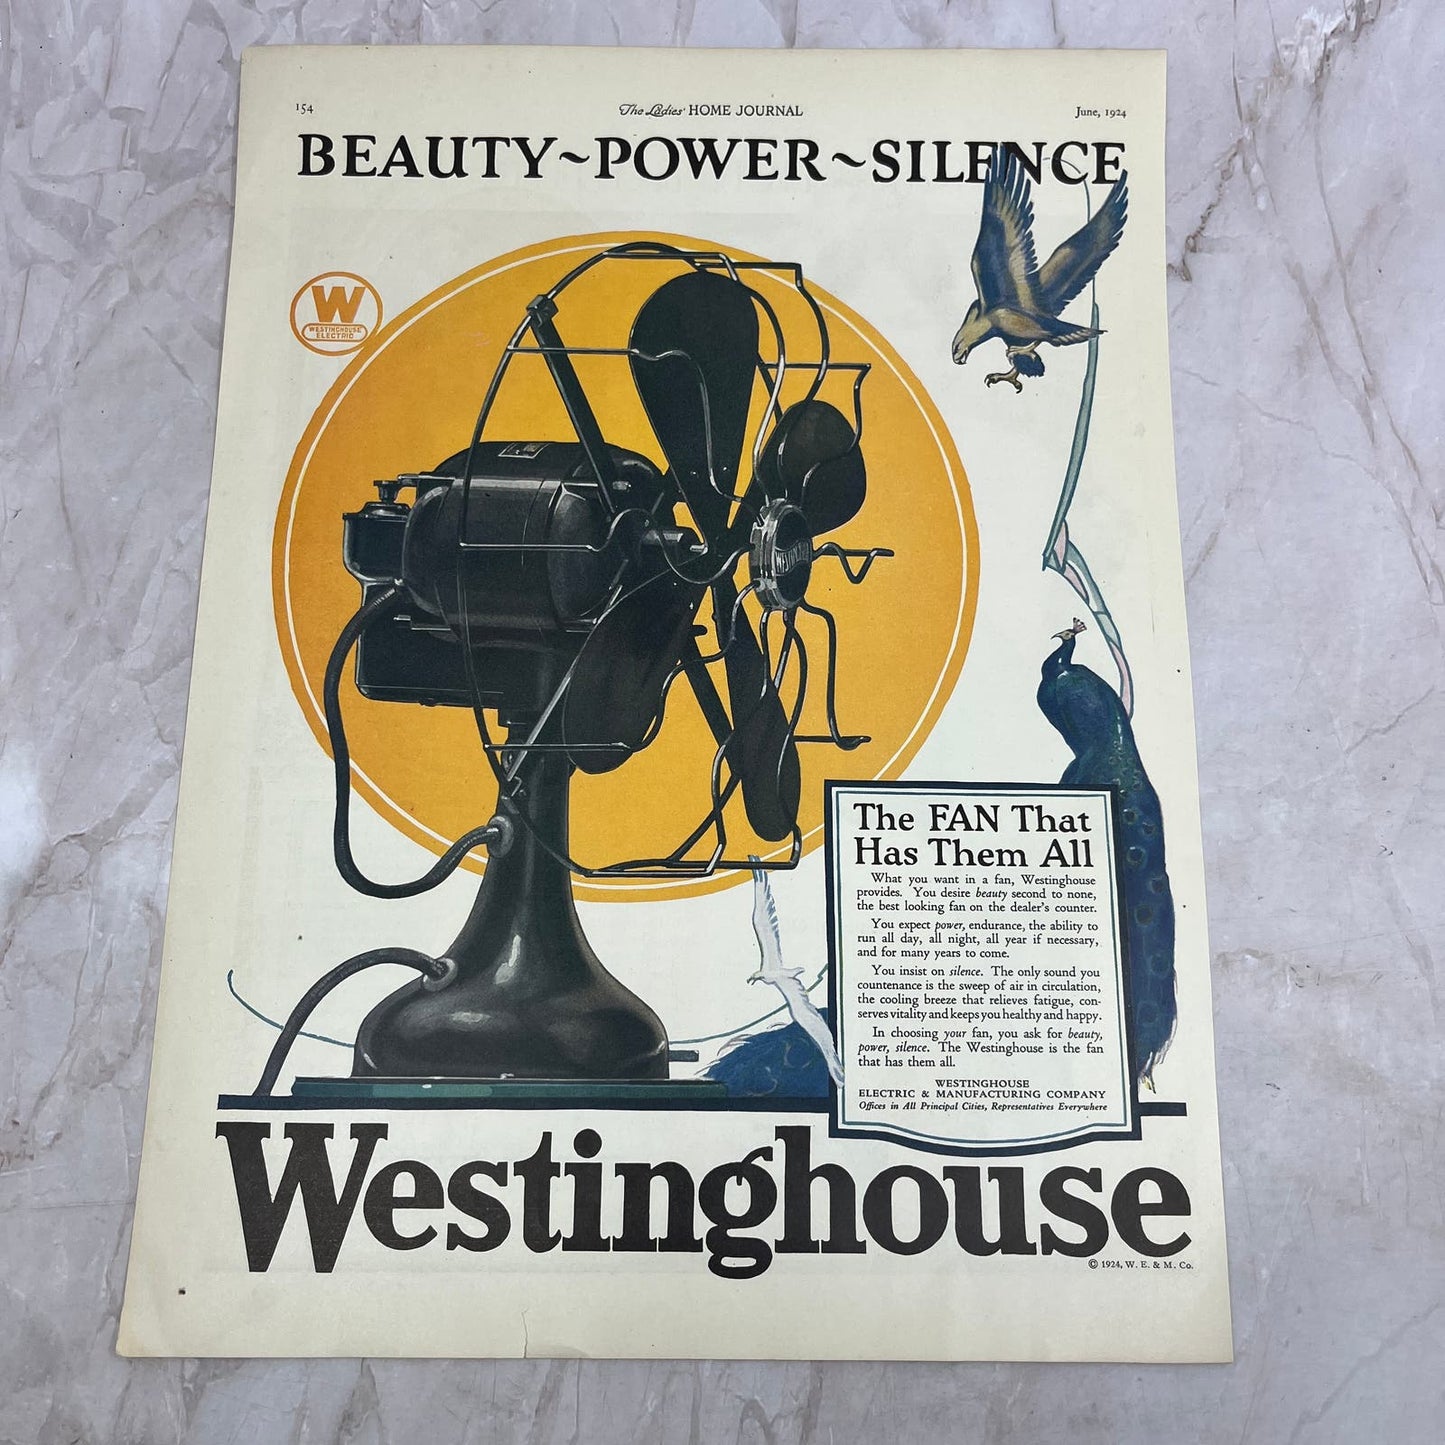 154
The Ladies' HOME JOURNAL
June, 1924
BEAUTY~POWER~SILENCE
W
WESTINGHOUSE
ELECTRIC
WESTINGHOUSE
The FAN That
Has Them All
What you want in a fan, Westinghouse
provides. You desire beauty second to none,
the best looking fan on the dealer's counter.
You expect power, endurance, the ability to
run all day, all night, all year if necessary,
and for many years to come.
You insist on silence. The only sound you
countenance is the sweep of air in circulation,
the cooling breeze that relieves fatigue, con-
serves vitality and keeps you healthy and happy.
In choosing your fan, you ask for beauty,
power, silence. The Westinghouse is the fan
that has them all.
WESTINGHOUSE
ELECTRIC & MANUFACTURING COMPANY
Offices in All Principal Cities, Representatives Everywhere
Westinghouse
© 1924, W. E. & M. Co.